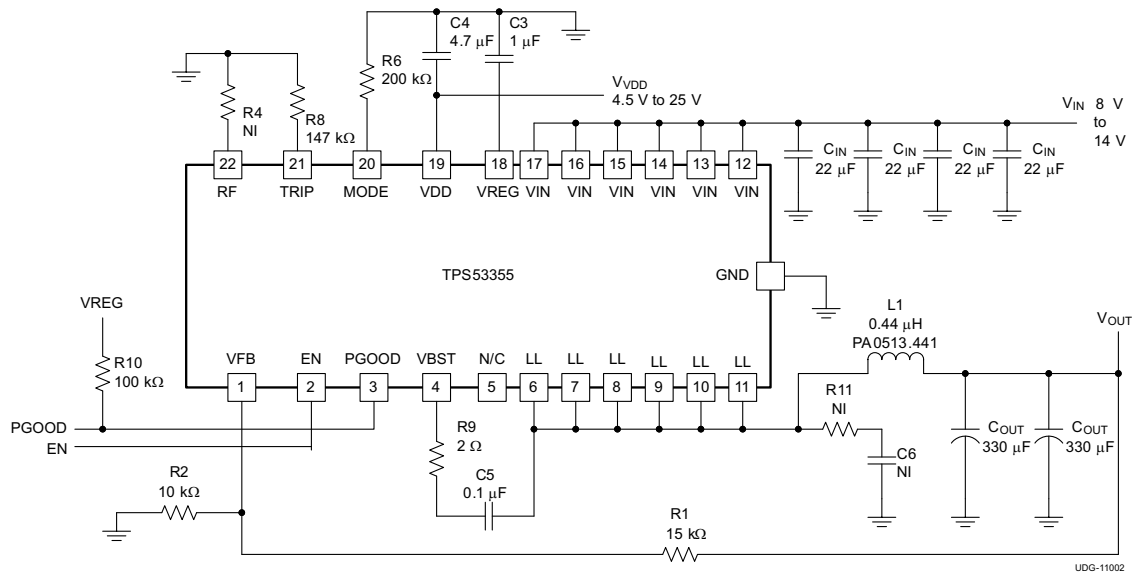 C4
4.7 μF
C3
1 μF
R6
200 kΩ
R4
NI
R8
147 kΩ
VVDD
4.5 V to 25 V
VIN 8 V
to
14 V
CIN
22 μF
CIN
22 μF
CIN
22 μF
CIN
22 μF
22 21 20 19 18 17 16 15 14 13 12
RF TRIP MODE VDD VREG VIN VIN VIN VIN VIN VIN
TPS53355
GND
VREG
R10
100 kΩ
L1
0.44 μH
PA0513.441
VOUT
VFB EN PGOOD VBST N/C LL LL LL LL LL LL
1 2 3 4 5 6 7 8 9 10 11
PGOOD
EN
R9
2 Ω
R11
NI
C6
NI
COUT
330 μF
COUT
330 μF
C5
0.1 μF
R2
10 kΩ
R1
15 kΩ
UDG-11002